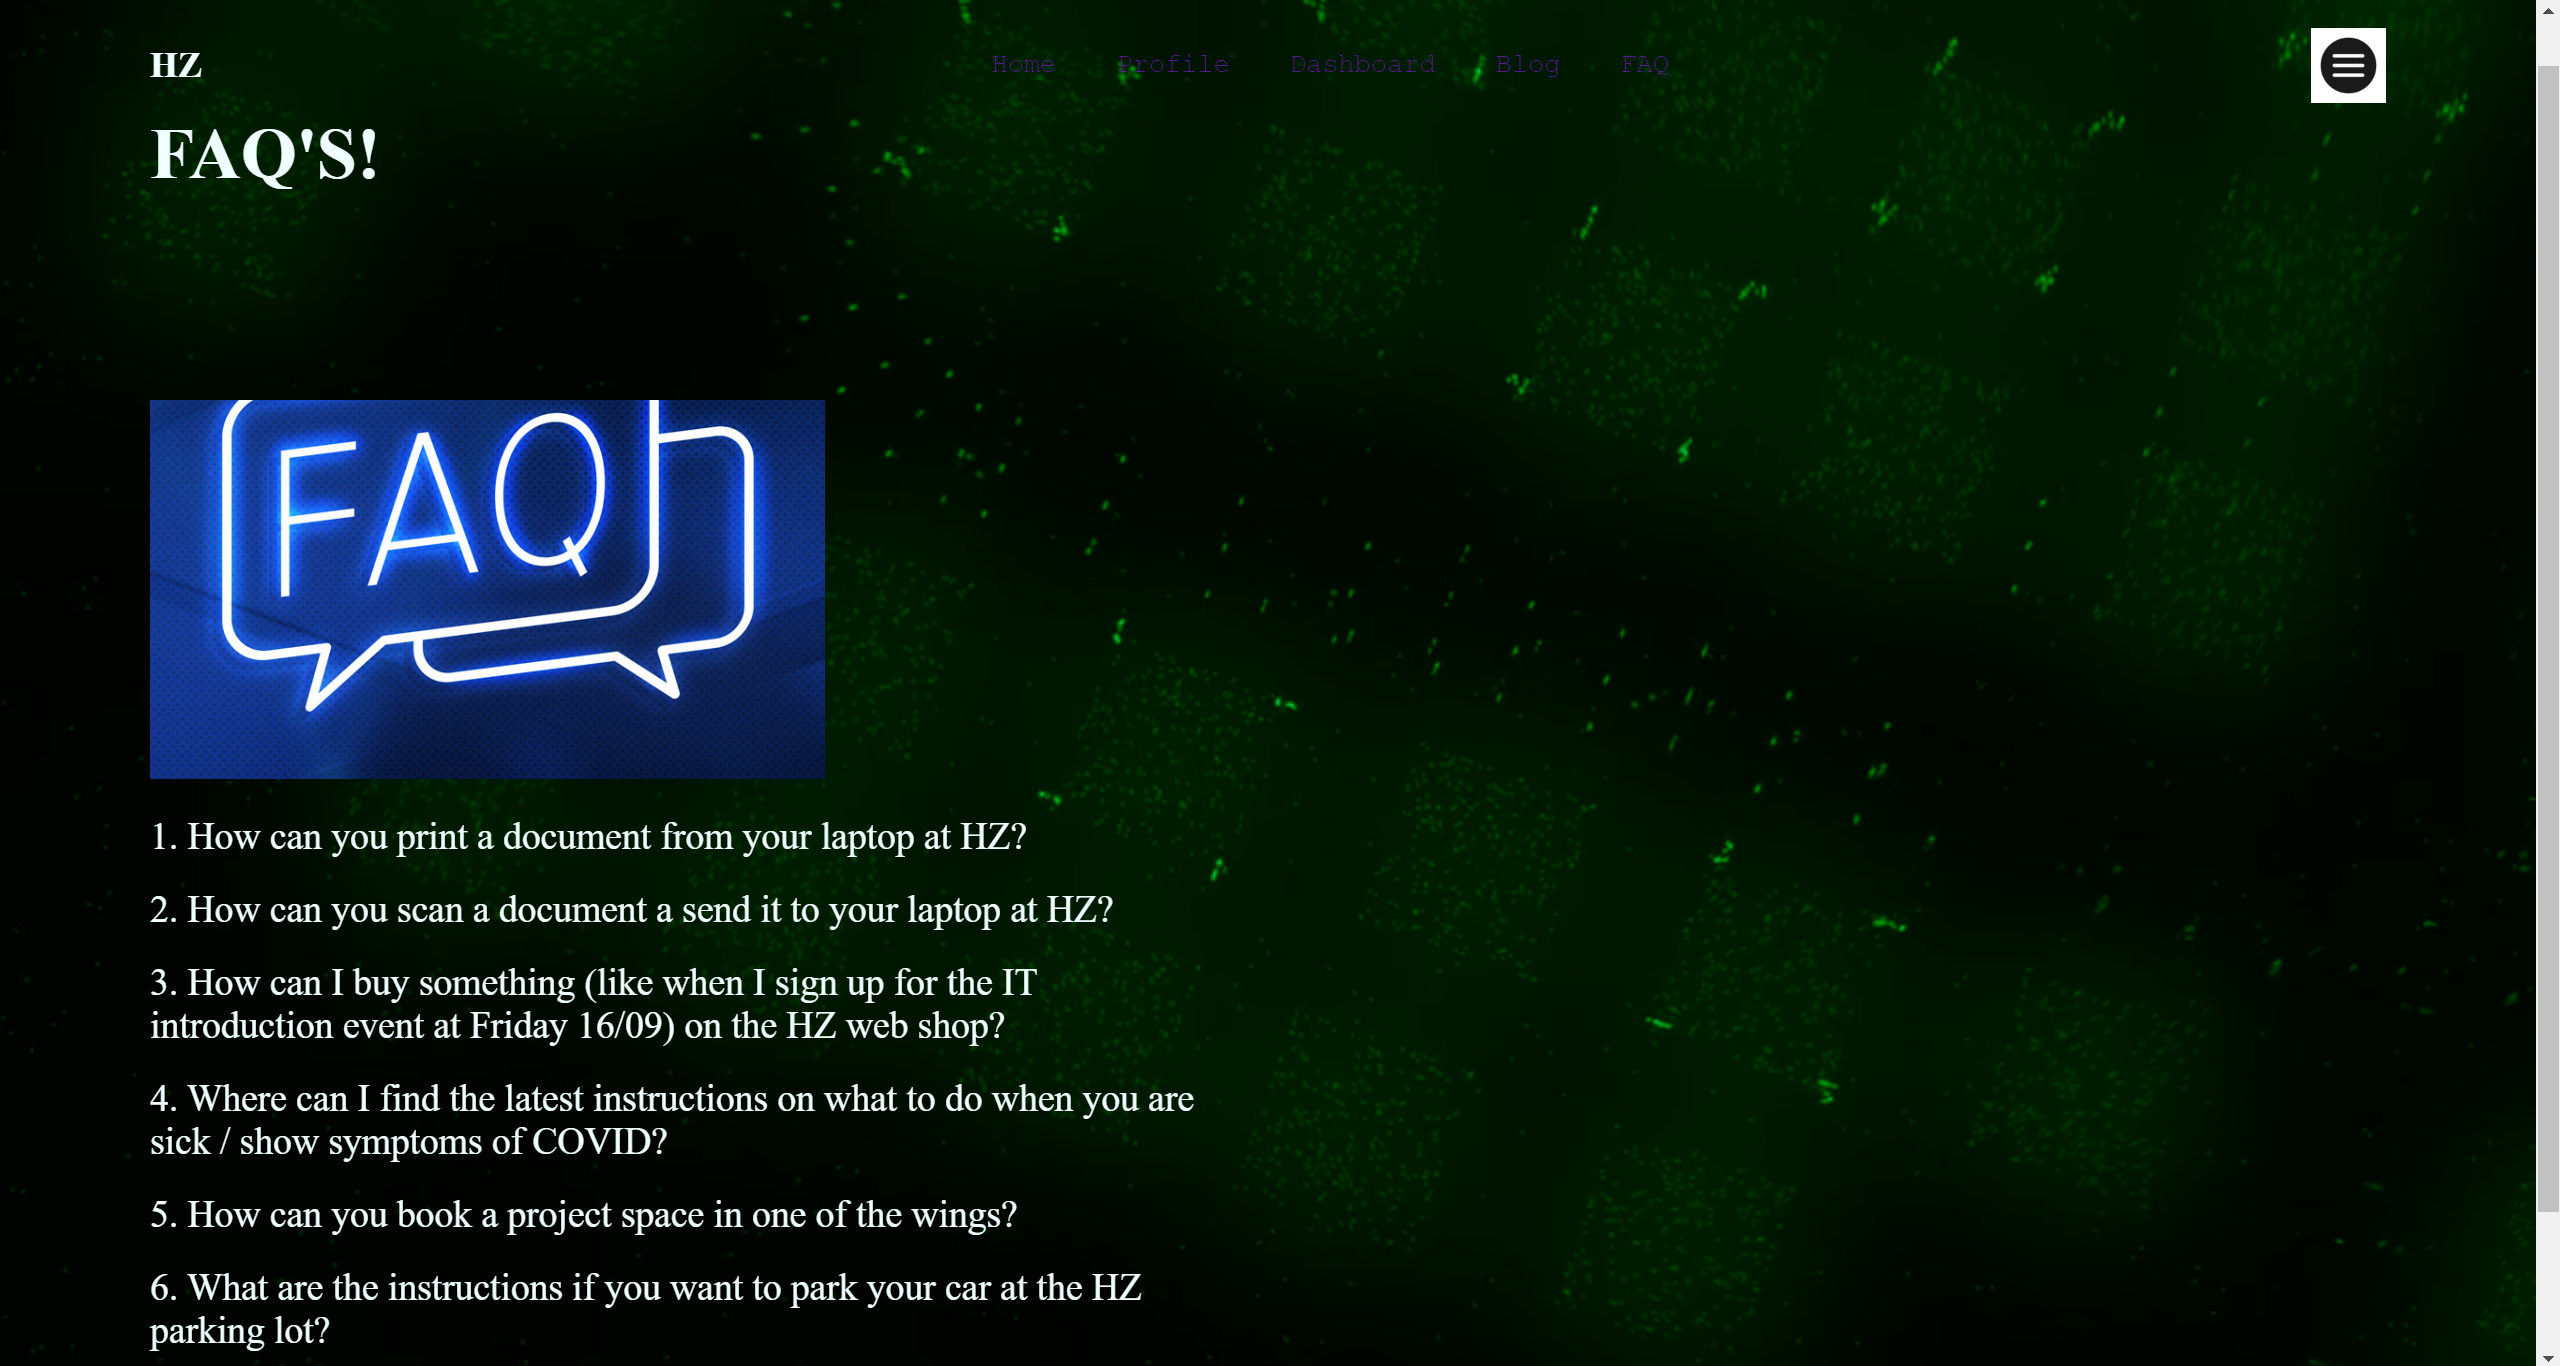 HZ
Home Profile Dashboard Blog FAQ
FAQ'S!
FAQ
1. How can you print a document from your laptop at HZ?
2. How can you scan a document a send it to your laptop at HZ?
3. How can I buy something (like when I sign up for the IT
introduction event at Friday 16/09) on the HZ web shop?
4. Where can I find the latest instructions on what to do when you are
sick / show symptoms of COVID?
5. How can you book a project space in one of the wings?
6. What are the instructions if you want to park your car at the HZ
parking lot?